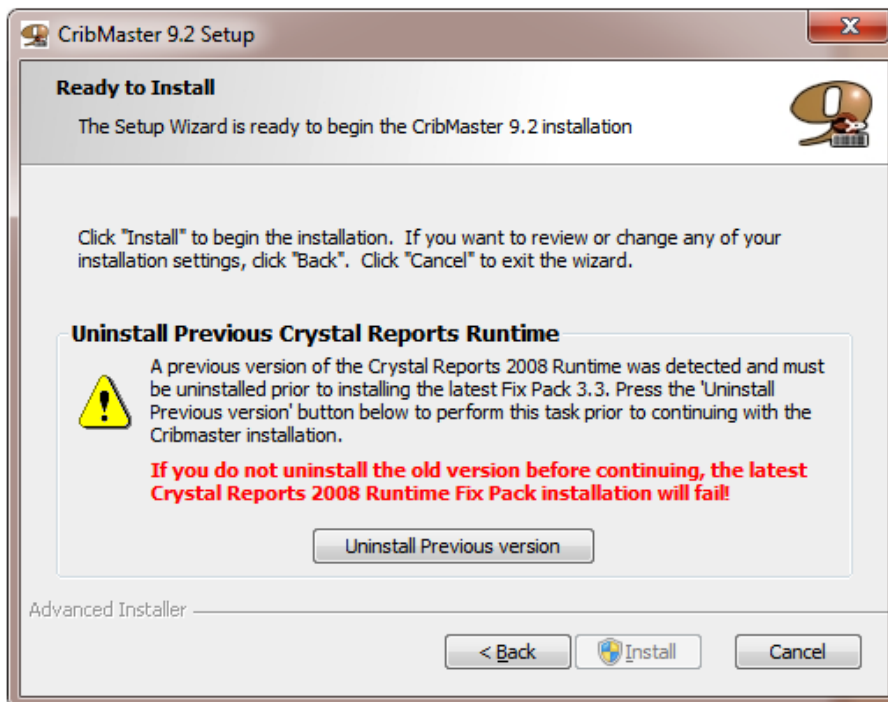 CribMaster 9.2 Setup
Ready to Install
The Setup Wizard is ready to begin the CribMaster 9.2 installation
9
Click "Install" to begin the installation. If you want to review or change any of your
installation settings, click "Back". Click "Cancel" to exit the wizard.
Uninstall Previous Crystal Reports Runtime
A previous version of the Crystal Reports 2008 Runtime was detected and must
be uninstalled prior to installing the latest Fix Pack 3.3. Press the 'Uninstall
Previous version' button below to perform this task prior to continuing with the
Cribmaster installation.
If you do not uninstall the old version before continuing, the latest
Crystal Reports 2008 Runtime Fix Pack installation will fail!
Uninstall Previous version
Advanced Installer
< Back
Install
Cancel